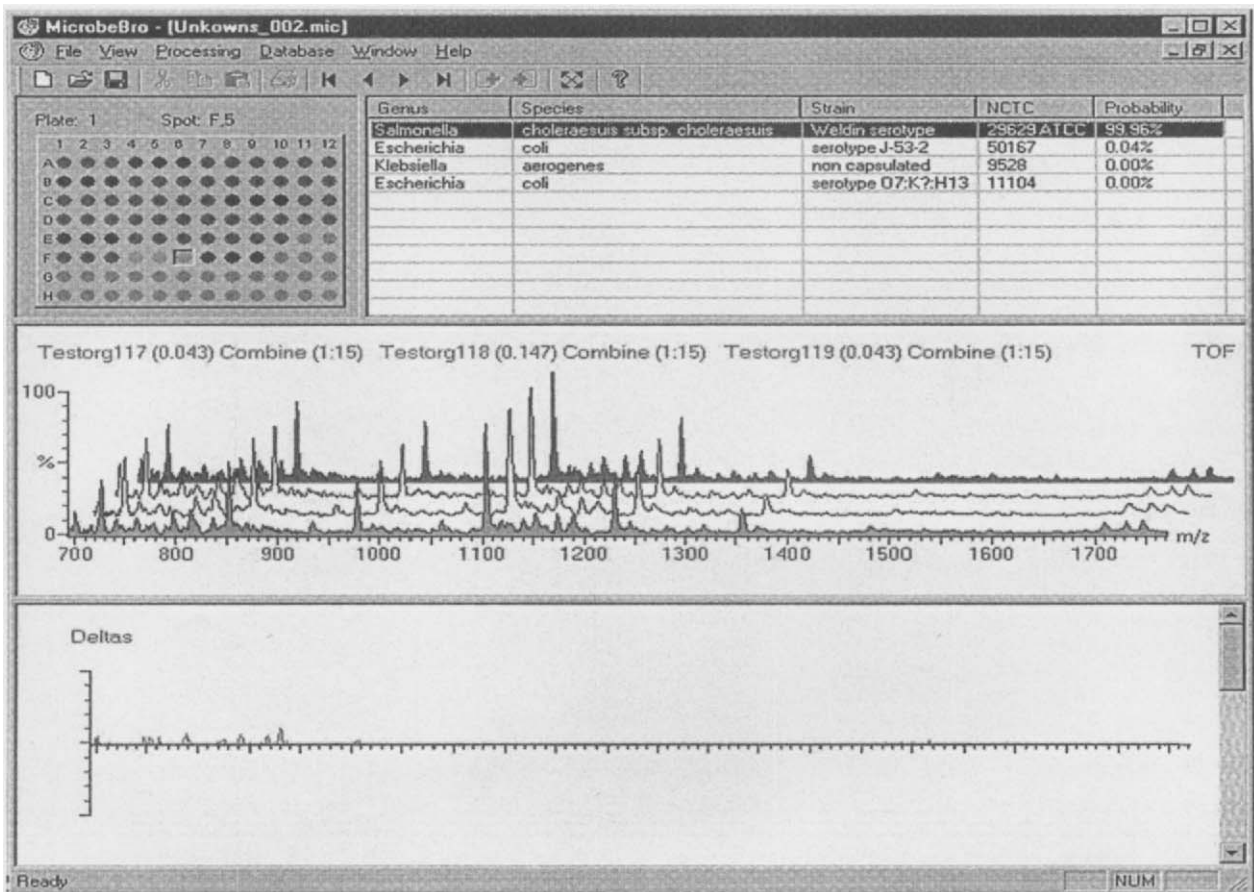 MicrobeBro - [Unkowns_002.mic]
File View Processing Database Window Help
Plate: 1 Spot: F,5
1 2 3 4 5 6 7 8 9 10 11 12
A
B
C
D
E
F
G
H
Genus Species Strain NCTC Probability
Salmonella choleraesuis subsp. choleraesuis Weldin serotype 29629 ATCC 99.96%
Escherichia coli serotype J-53-2 50167 0.04%
Klebsiella aerogenes non capsulated 9528 0.00%
Escherichia coli serotype O7:K?:H13 11104 0.00%
Testorg117 (0.043) Combine (1:15) Testorg118 (0.147) Combine (1:15) Testorg119 (0.043) Combine (1:15) TOF
100
%
0
700 800 900 1000 1100 1200 1300 1400 1500 1600 1700 m/z
Deltas
Ready NUM